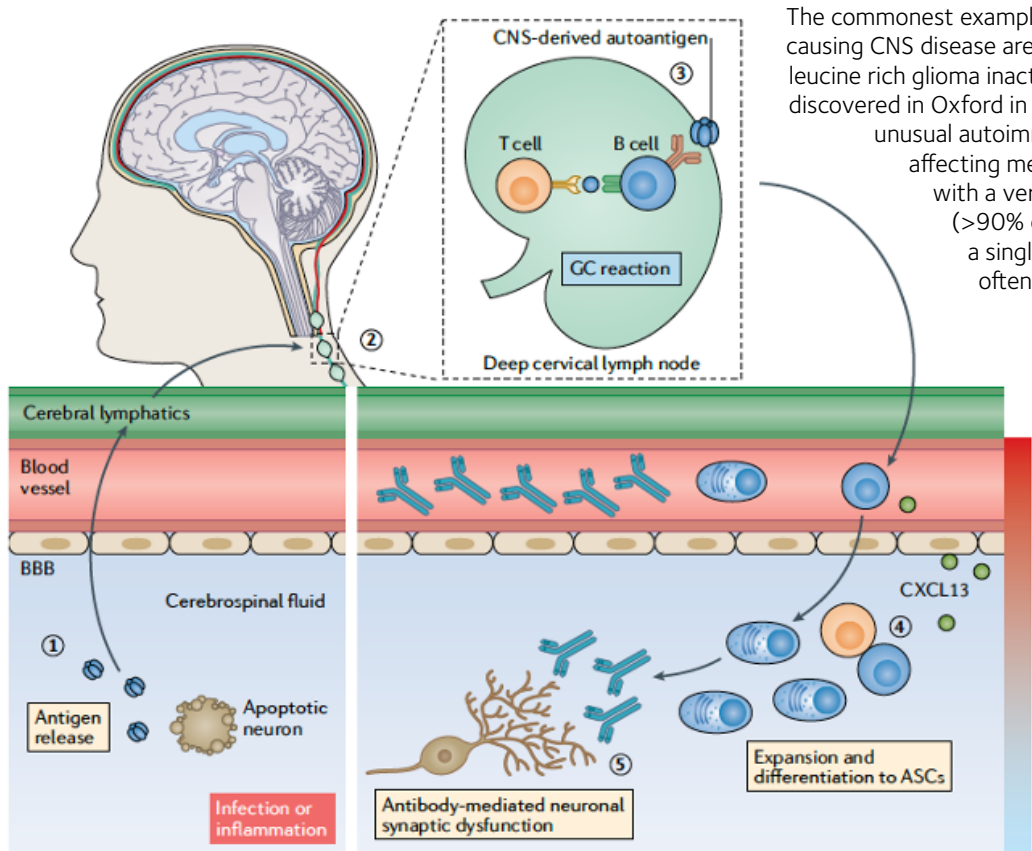 The commonest exampl
causing CNS disease are
leucine rich glioma inact
discovered in Oxford in
unusual autoim
affecting me
with a ver
(>90%
a singl
often
CNS-derived autoantigen
③
T cell
B cell
GC reaction
②
Deep cervical lymph node
Cerebral lymphatics
Blood
vessel
BBB
Cerebrospinal fluid
①
Antigen
release
Apoptotic
neuron
Infection or
inflammation
CXCL13
④
Expansion and
differentiation to ASCs
⑤
Antibody-mediated neuronal
synaptic dysfunction